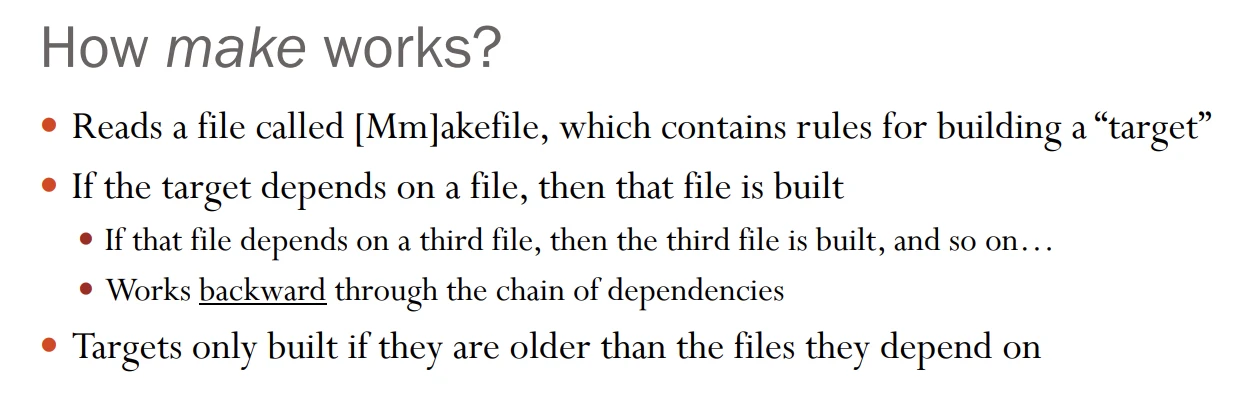 How make works?
Reads a file called [Mm]akefile, which contains rules for building a “target”
If the target depends on a file, then that file is built
If that file depends on a third file, then the third file is built, and so on…
Works backward through the chain of dependencies
Targets only built if they are older than the files they depend on